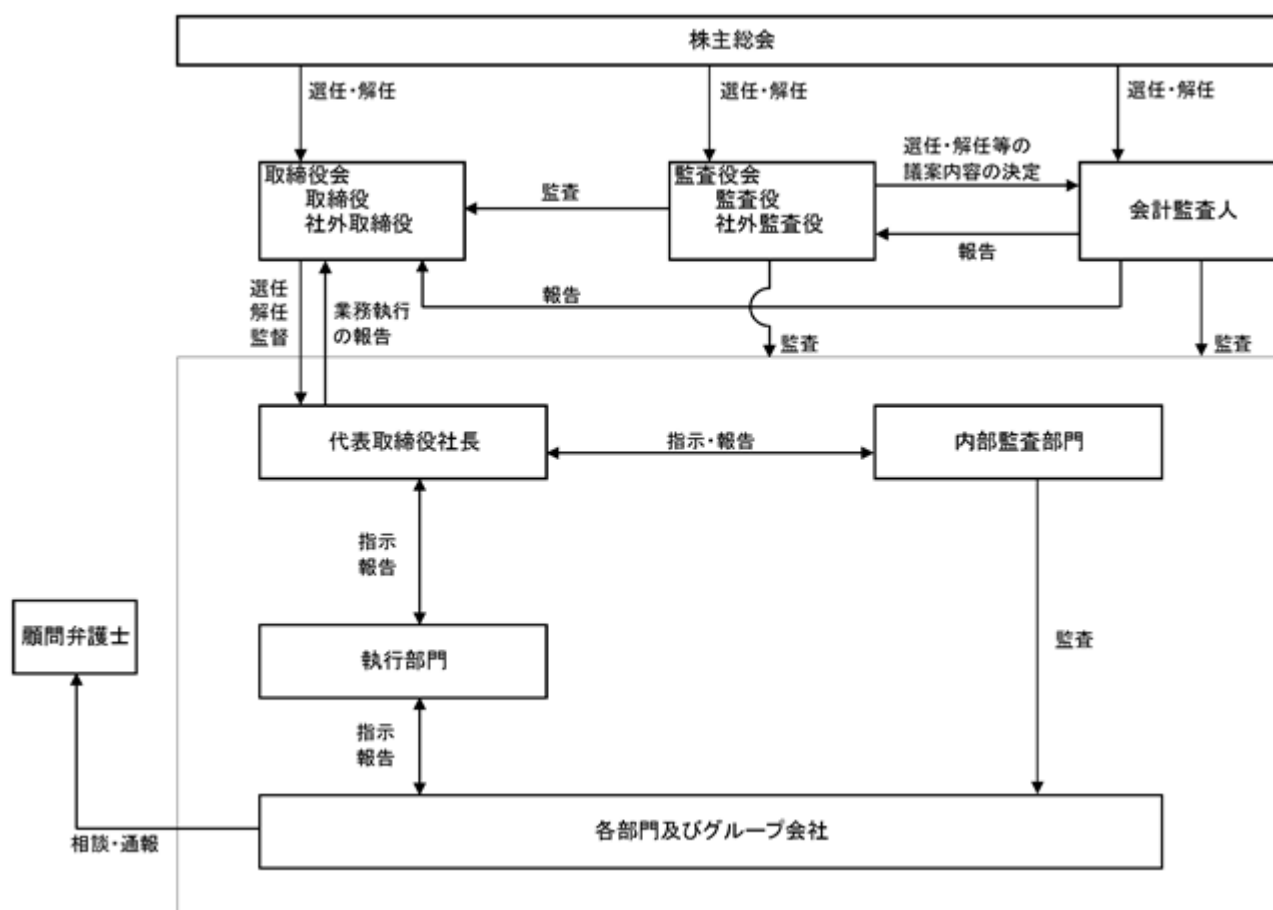 株主総会
選任・解任
選任・解任
選任・解任
選任・解任等の
議案内容の決定
取締役会
取締役
社外取締役
監査
監査役会
監査役
社外監査役
会計監査人
報告
報告
選任
解任
監督
業務執行
の報告
監査
監査
代表取締役社長
指示・報告
内部監査部門
指示
報告
顧問弁護士
執行部門
監査
指示
報告
各部門及びグループ会社
相談・通報